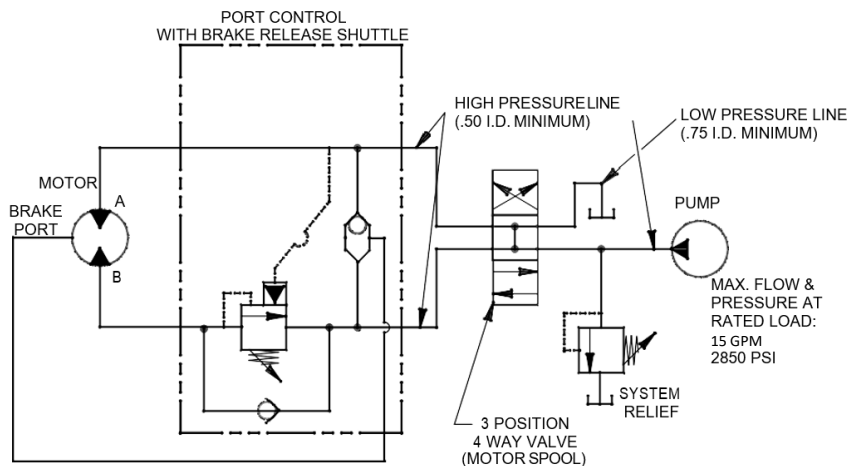 PORT CONTROL
WITH BRAKE RELEASE SHUTTLE
HIGH PRESSURE LINE
(.50 I.D. MINIMUM)
LOW PRESSURE LINE
(.75 I.D. MINIMUM)
MOTOR
A
BRAKE
PORT
B
PUMP
MAX. FLOW &
PRESSURE AT
RATED LOAD:
15 GPM
2850 PSI
SYSTEM
RELIEF
3 POSITION
4 WAY VALVE
(MOTOR SPOOL)